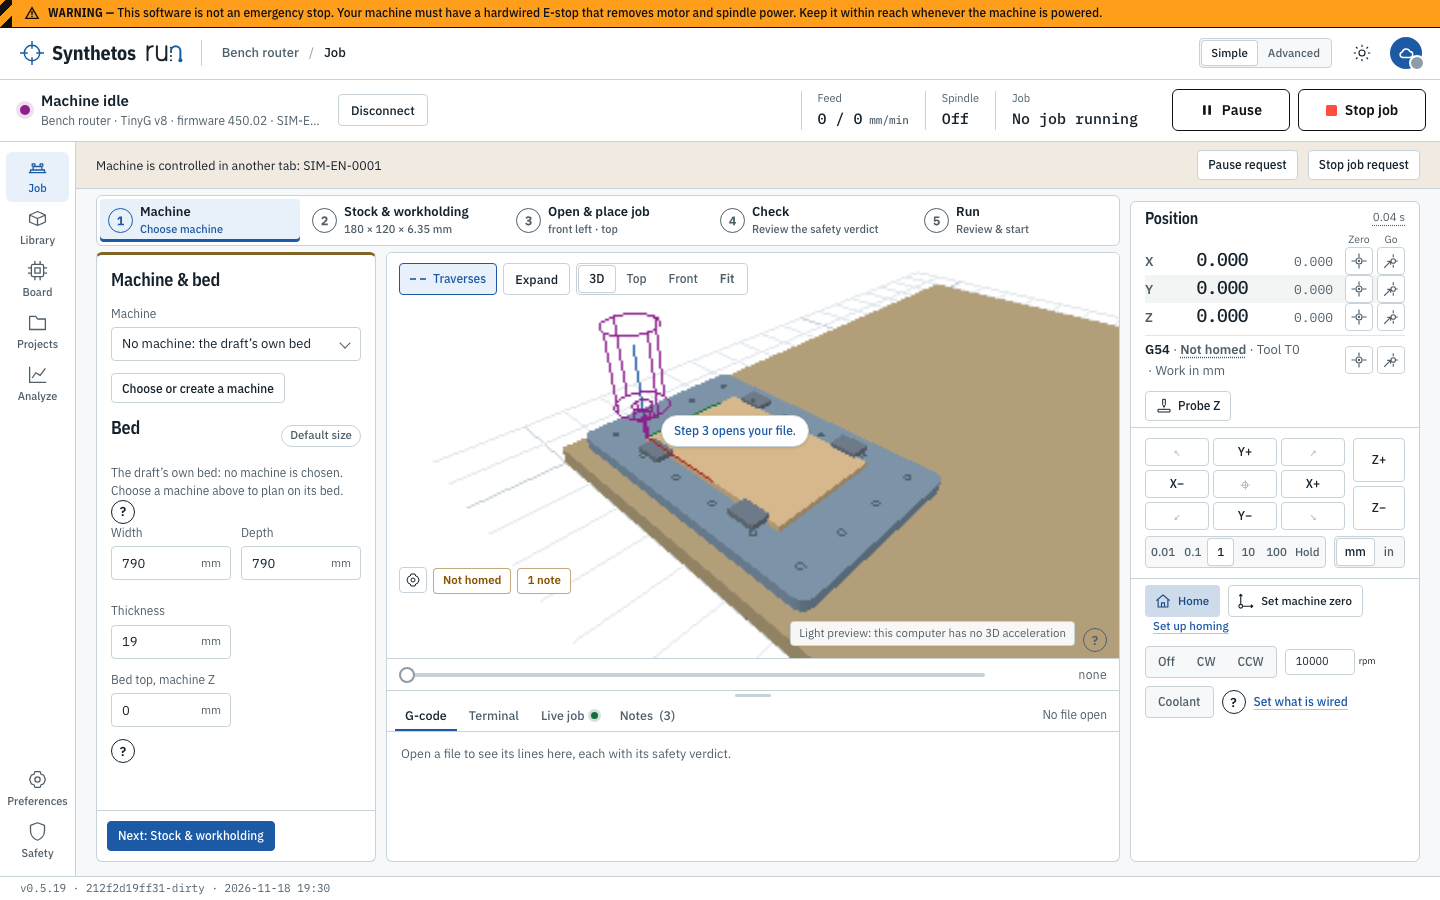 WARNING — This software is not an emergency stop. Your machine must have a hardwired E-stop that removes motor and spindle power. Keep it within reach whenever the machine is powered.
Synthetos run
Bench router / Job
Simple
Advanced
Machine idle
Bench router · TinyG v8 · firmware 450.02 · SIM-E...
Disconnect
Feed
0 / 0 mm/min
Spindle
Off
Job
No job running
Pause
Stop job
Machine is controlled in another tab: SIM-EN-0001
Pause request
Stop job request
Job
Library
Board
Projects
Analyze
Preferences
Safety
1
Machine
Choose machine
2
Stock & workholding
180 × 120 × 6.35 mm
3
Open & place job
front left · top
4
Check
Review the safety verdict
5
Run
Review & start
Machine & bed
Machine
No machine: the draft’s own bed
Choose or create a machine
Bed
Default size
The draft’s own bed: no machine is chosen.
Choose a machine above to plan on its bed.
?
Width
Depth
790 mm
790 mm
Thickness
19 mm
Bed top, machine Z
0 mm
?
Next: Stock & workholding
Traverses
Expand
3D
Top
Front
Fit
Step 3 opens your file.
Not homed
1 note
Light preview: this computer has no 3D acceleration
?
none
G-code
Terminal
Live job
Notes (3)
No file open
Open a file to see its lines here, each with its safety verdict.
Position
0.04 s
Zero
Go
X 0.000 0.000
Y 0.000 0.000
Z 0.000 0.000
G54 · Not homed · Tool T0
· Work in mm
Probe Z
Y+
Z+
X−
X+
Y−
Z−
0.01 0.1 1 10 100 Hold
mm in
Home
Set machine zero
Set up homing
Off CW CCW
10000 rpm
Coolant
?
Set what is wired
v0.5.19 · 212f2d19ff31-dirty · 2026-11-18 19:30